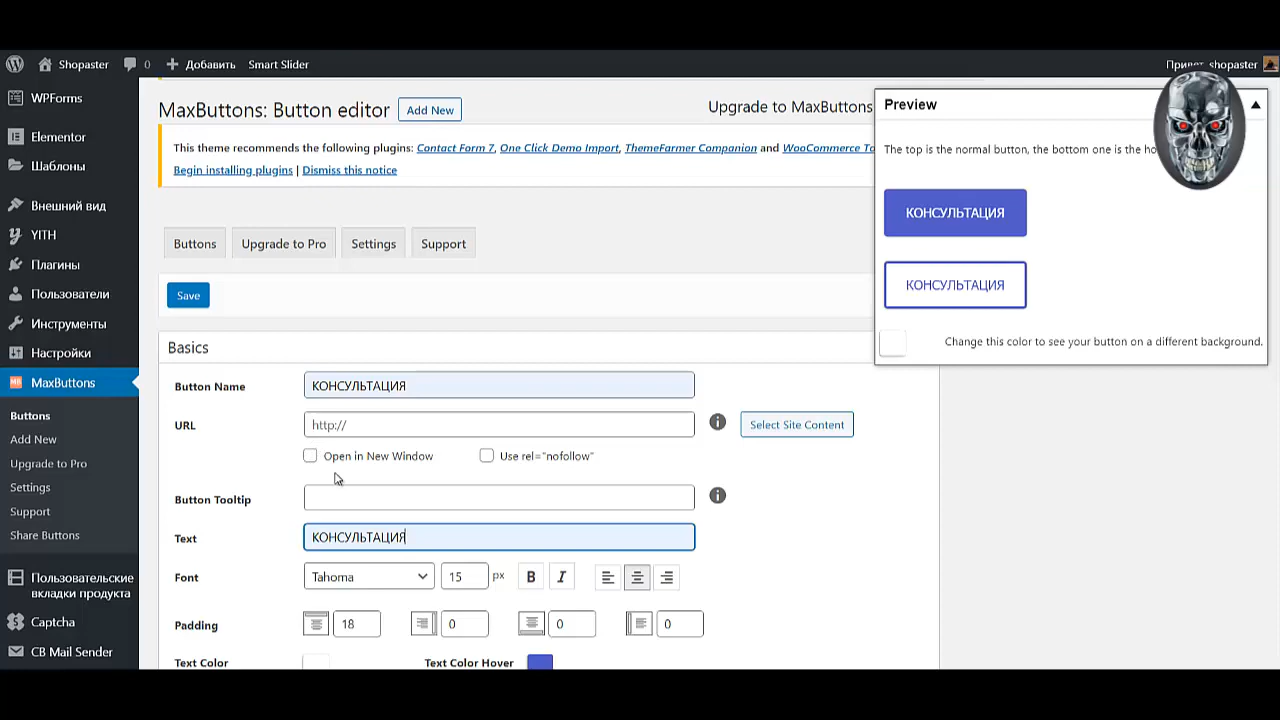 Shopaster 0 Добавить Smart Slider Привет, shopaster
WPForms
Elementor
Шаблоны
Внешний вид
YITH
Плагины
Пользователи
Инструменты
Настройки
MaxButtons
Buttons
Add New
Upgrade to Pro
Settings
Support
Share Buttons
Пользовательские
вкладки продукта
Captcha
CB Mail Sender
MaxButtons: Button editor Add New Upgrade to MaxButtons
This theme recommends the following plugins: Contact Form 7, One Click Demo Import, ThemeFarmer Companion and WooCommerce
Begin installing plugins | Dismiss this notice
Buttons Upgrade to Pro Settings Support
Save
Basics
Button Name КОНСУЛЬТАЦИЯ
URL http:// Select Site Content
Open in New Window Use rel="nofollow"
Button Tooltip
Text КОНСУЛЬТАЦИЯ
Font Tahoma 15 px B I
Padding 18 0 0 0
Text Color Text Color Hover
Preview
The top is the normal button, the bottom one is the
КОНСУЛЬТАЦИЯ
КОНСУЛЬТАЦИЯ
Change this color to see your button on a different background.